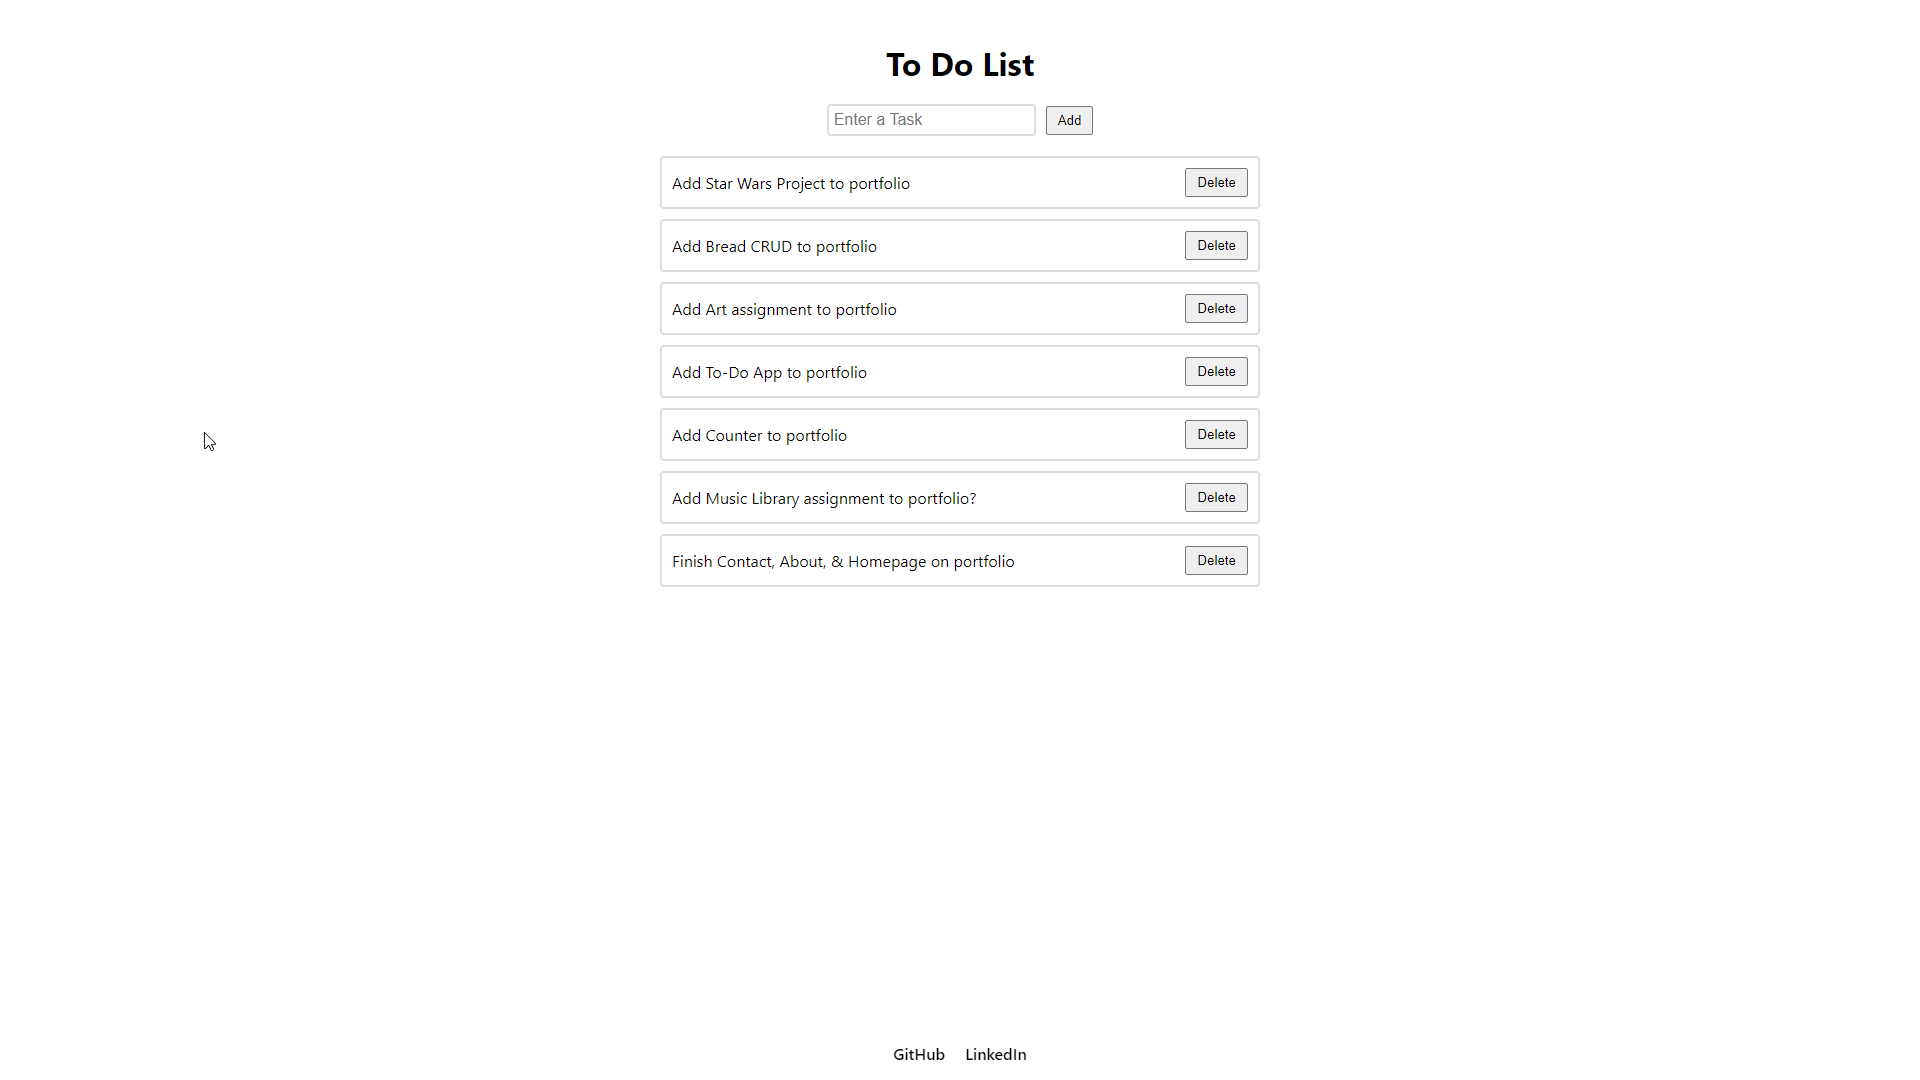 To Do List
Enter a Task Add
Add Star Wars Project to portfolio Delete
Add Bread CRUD to portfolio Delete
Add Art assignment to portfolio Delete
Add To-Do App to portfolio Delete
Add Counter to portfolio Delete
Add Music Library assignment to portfolio? Delete
Finish Contact, About, & Homepage on portfolio Delete
GitHub LinkedIn